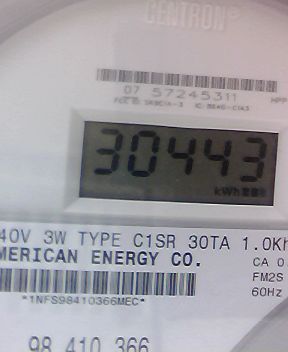 CENTRON®
07 57245311
30443
kWh
40V 3W TYPE C1SR 30TA 1.0Kh
MERICAN ENERGY CO.
CA 0
FM2S
60Hz
*1NFS98410366MEC*
98 410 366